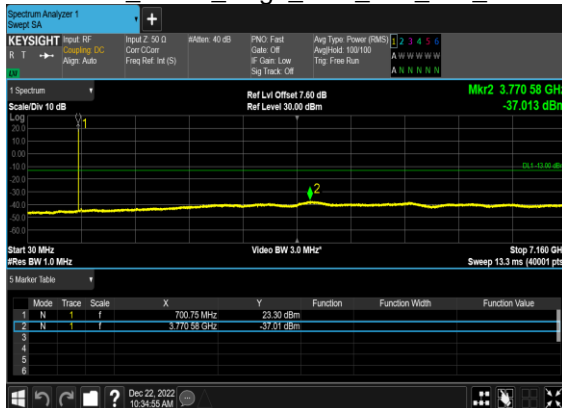 Spectrum Analyzer 1
Swept SA
+
KEYSIGHT Input: RF Input Z: 50 Ω #Atten: 40 dB PNO: Fast Avg Type: Power (RMS) 1 2 3 4 5 6
R T Coupling: DC Corr CCorr Gate: Off Avg|Hold: 100/100 A W W W W W
Align: Auto Freq Ref: Int (S) IF Gain: Low Trig: Free Run
LXI Sig Track: Off A N N N N N
1 Spectrum Ref Lvl Offset 7.60 dB Mkr2 3.770 58 GHz
Scale/Div 10 dB Ref Level 30.00 dBm -37.013 dBm
Log
20.0
10.0
0.00
-10.0
-20.0
-30.0
-40.0
-50.0
-60.0
1
DL1 -13.00 dBm
2
Start 30 MHz Video BW 3.0 MHz* Stop 7.160 GHz
#Res BW 1.0 MHz Sweep 13.3 ms (40001 pts)
5 Marker Table
Mode Trace Scale X Y Function Function Width Function Value
1 N 1 f 700.75 MHz 23.30 dBm
2 N 1 f 3.770 58 GHz -37.01 dBm
3
4
5
6
? Dec 22, 2022
10:34:55 AM